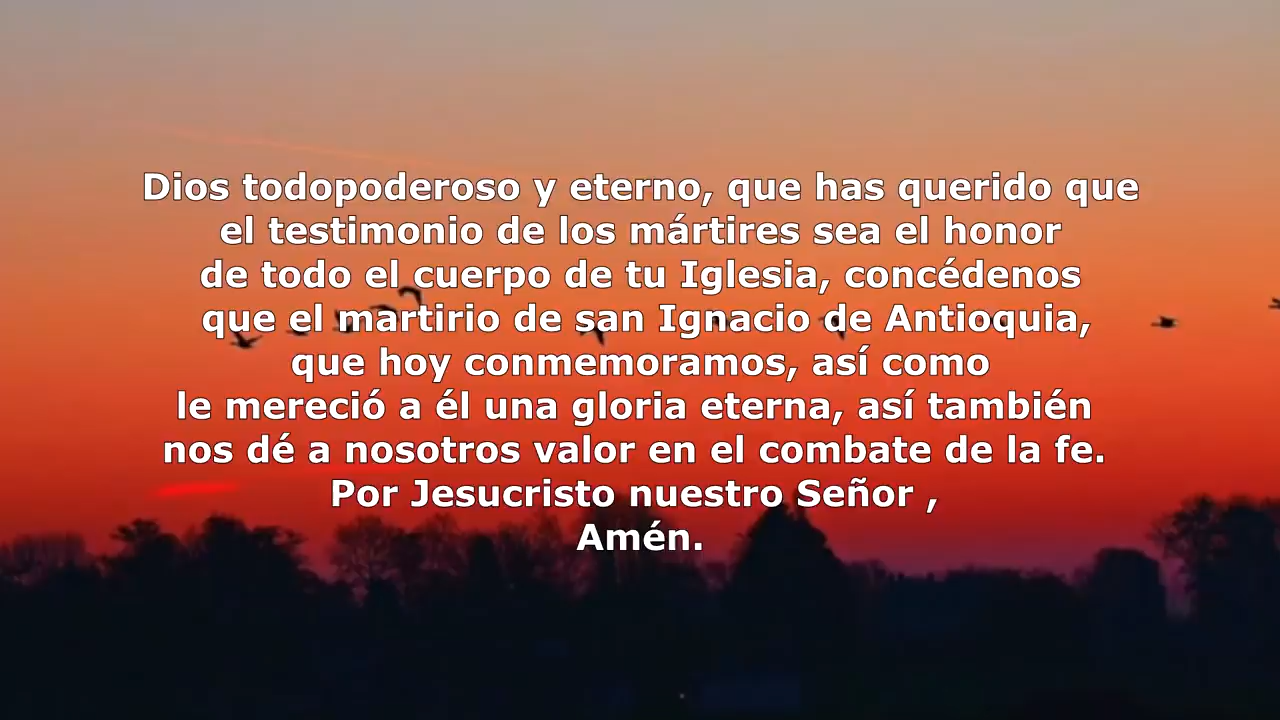 Dios todopoderoso y eterno, que has querido que
el testimonio de los mártires sea el honor
de todo el cuerpo de tu Iglesia, concédenos
que el martirio de san Ignacio de Antioquia,
que hoy conmemoramos, así como
le mereció a él una gloria eterna, así también
nos dé a nosotros valor en el combate de la fe.
Por Jesucristo nuestro Señor ,
Amén.